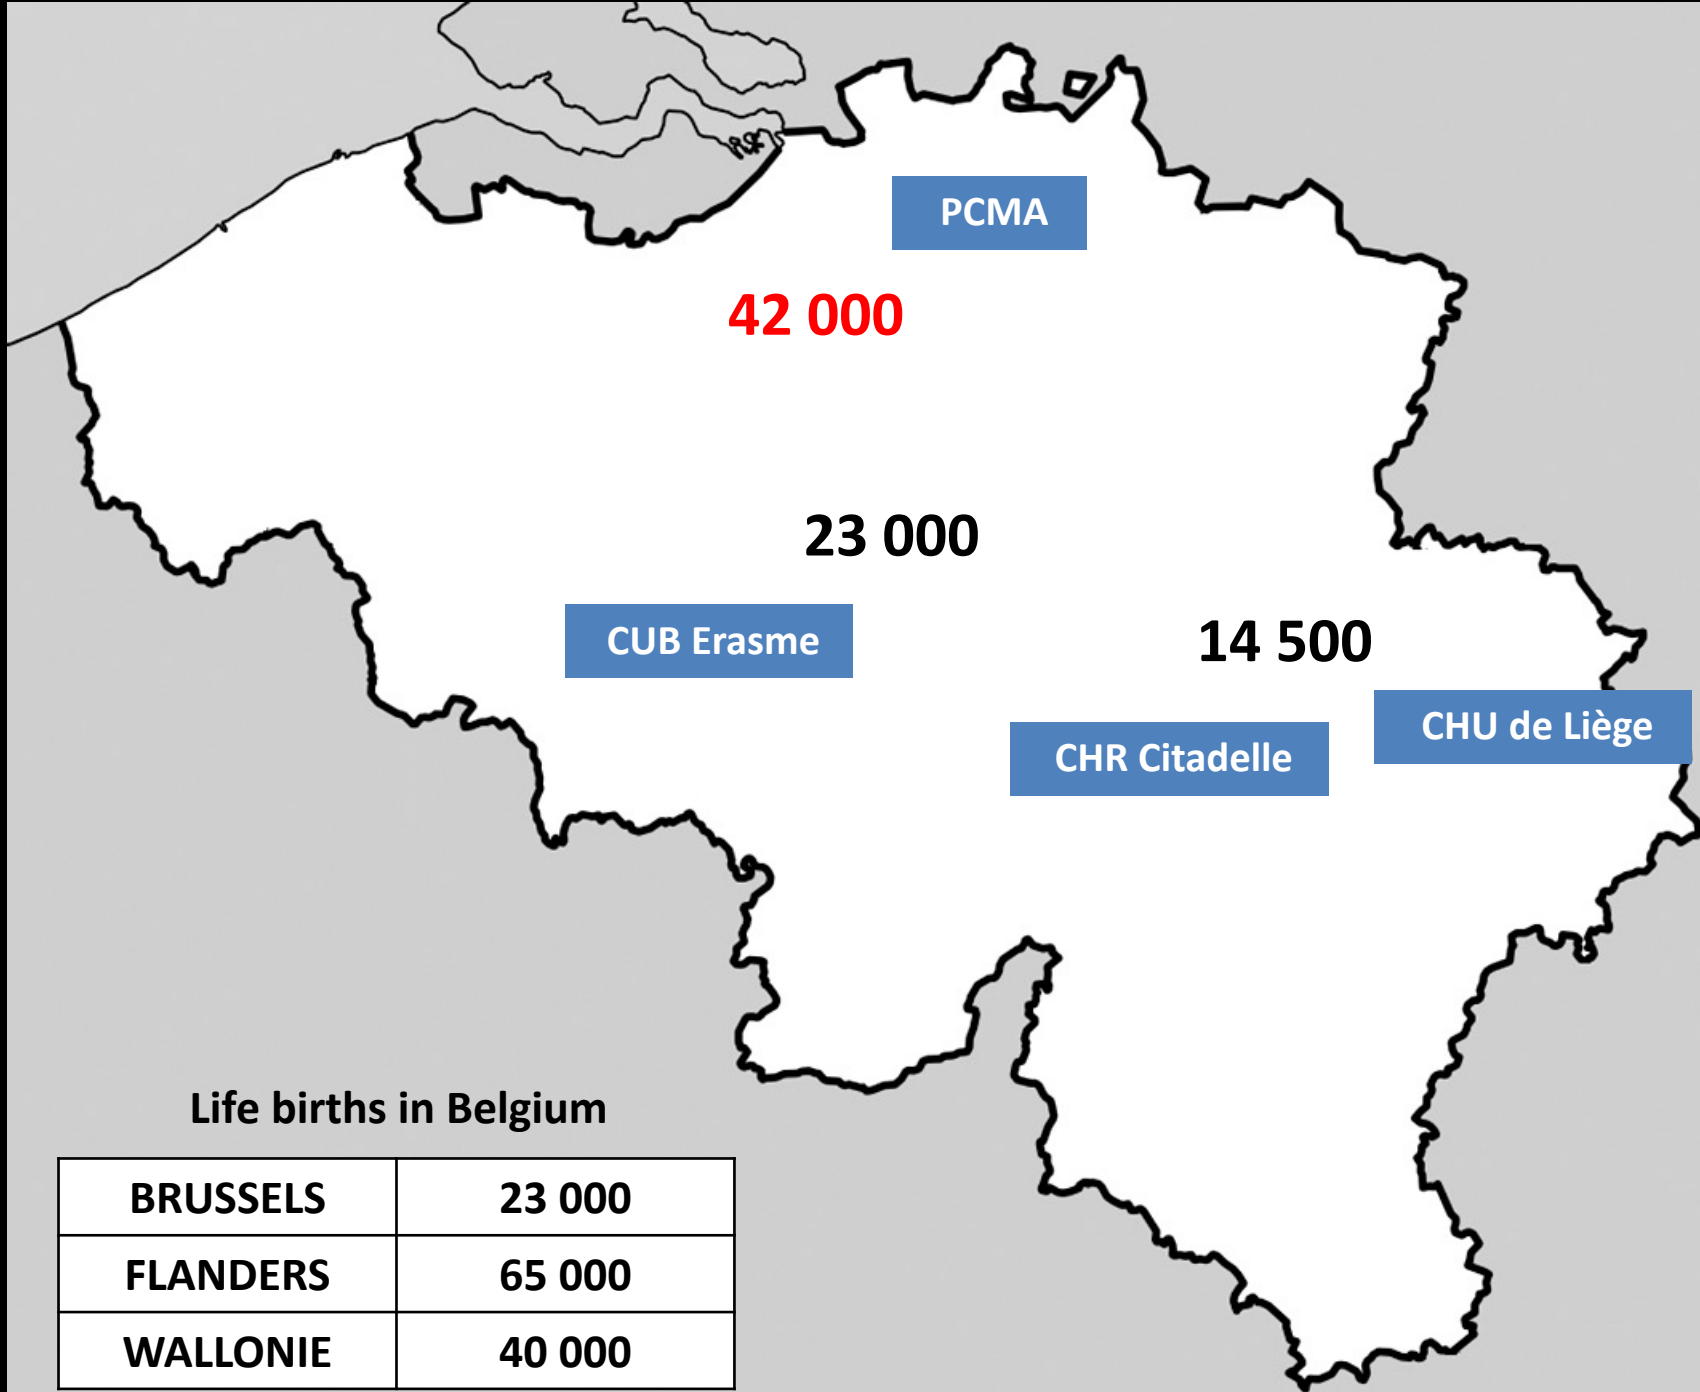 PCMA
42 000
23 000
CUB Erasme
14 500
CHU de Liège
CHR Citadelle
Life births in Belgium
BRUSSELS 23 000
FLANDERS 65 000
WALLONIE 40 000